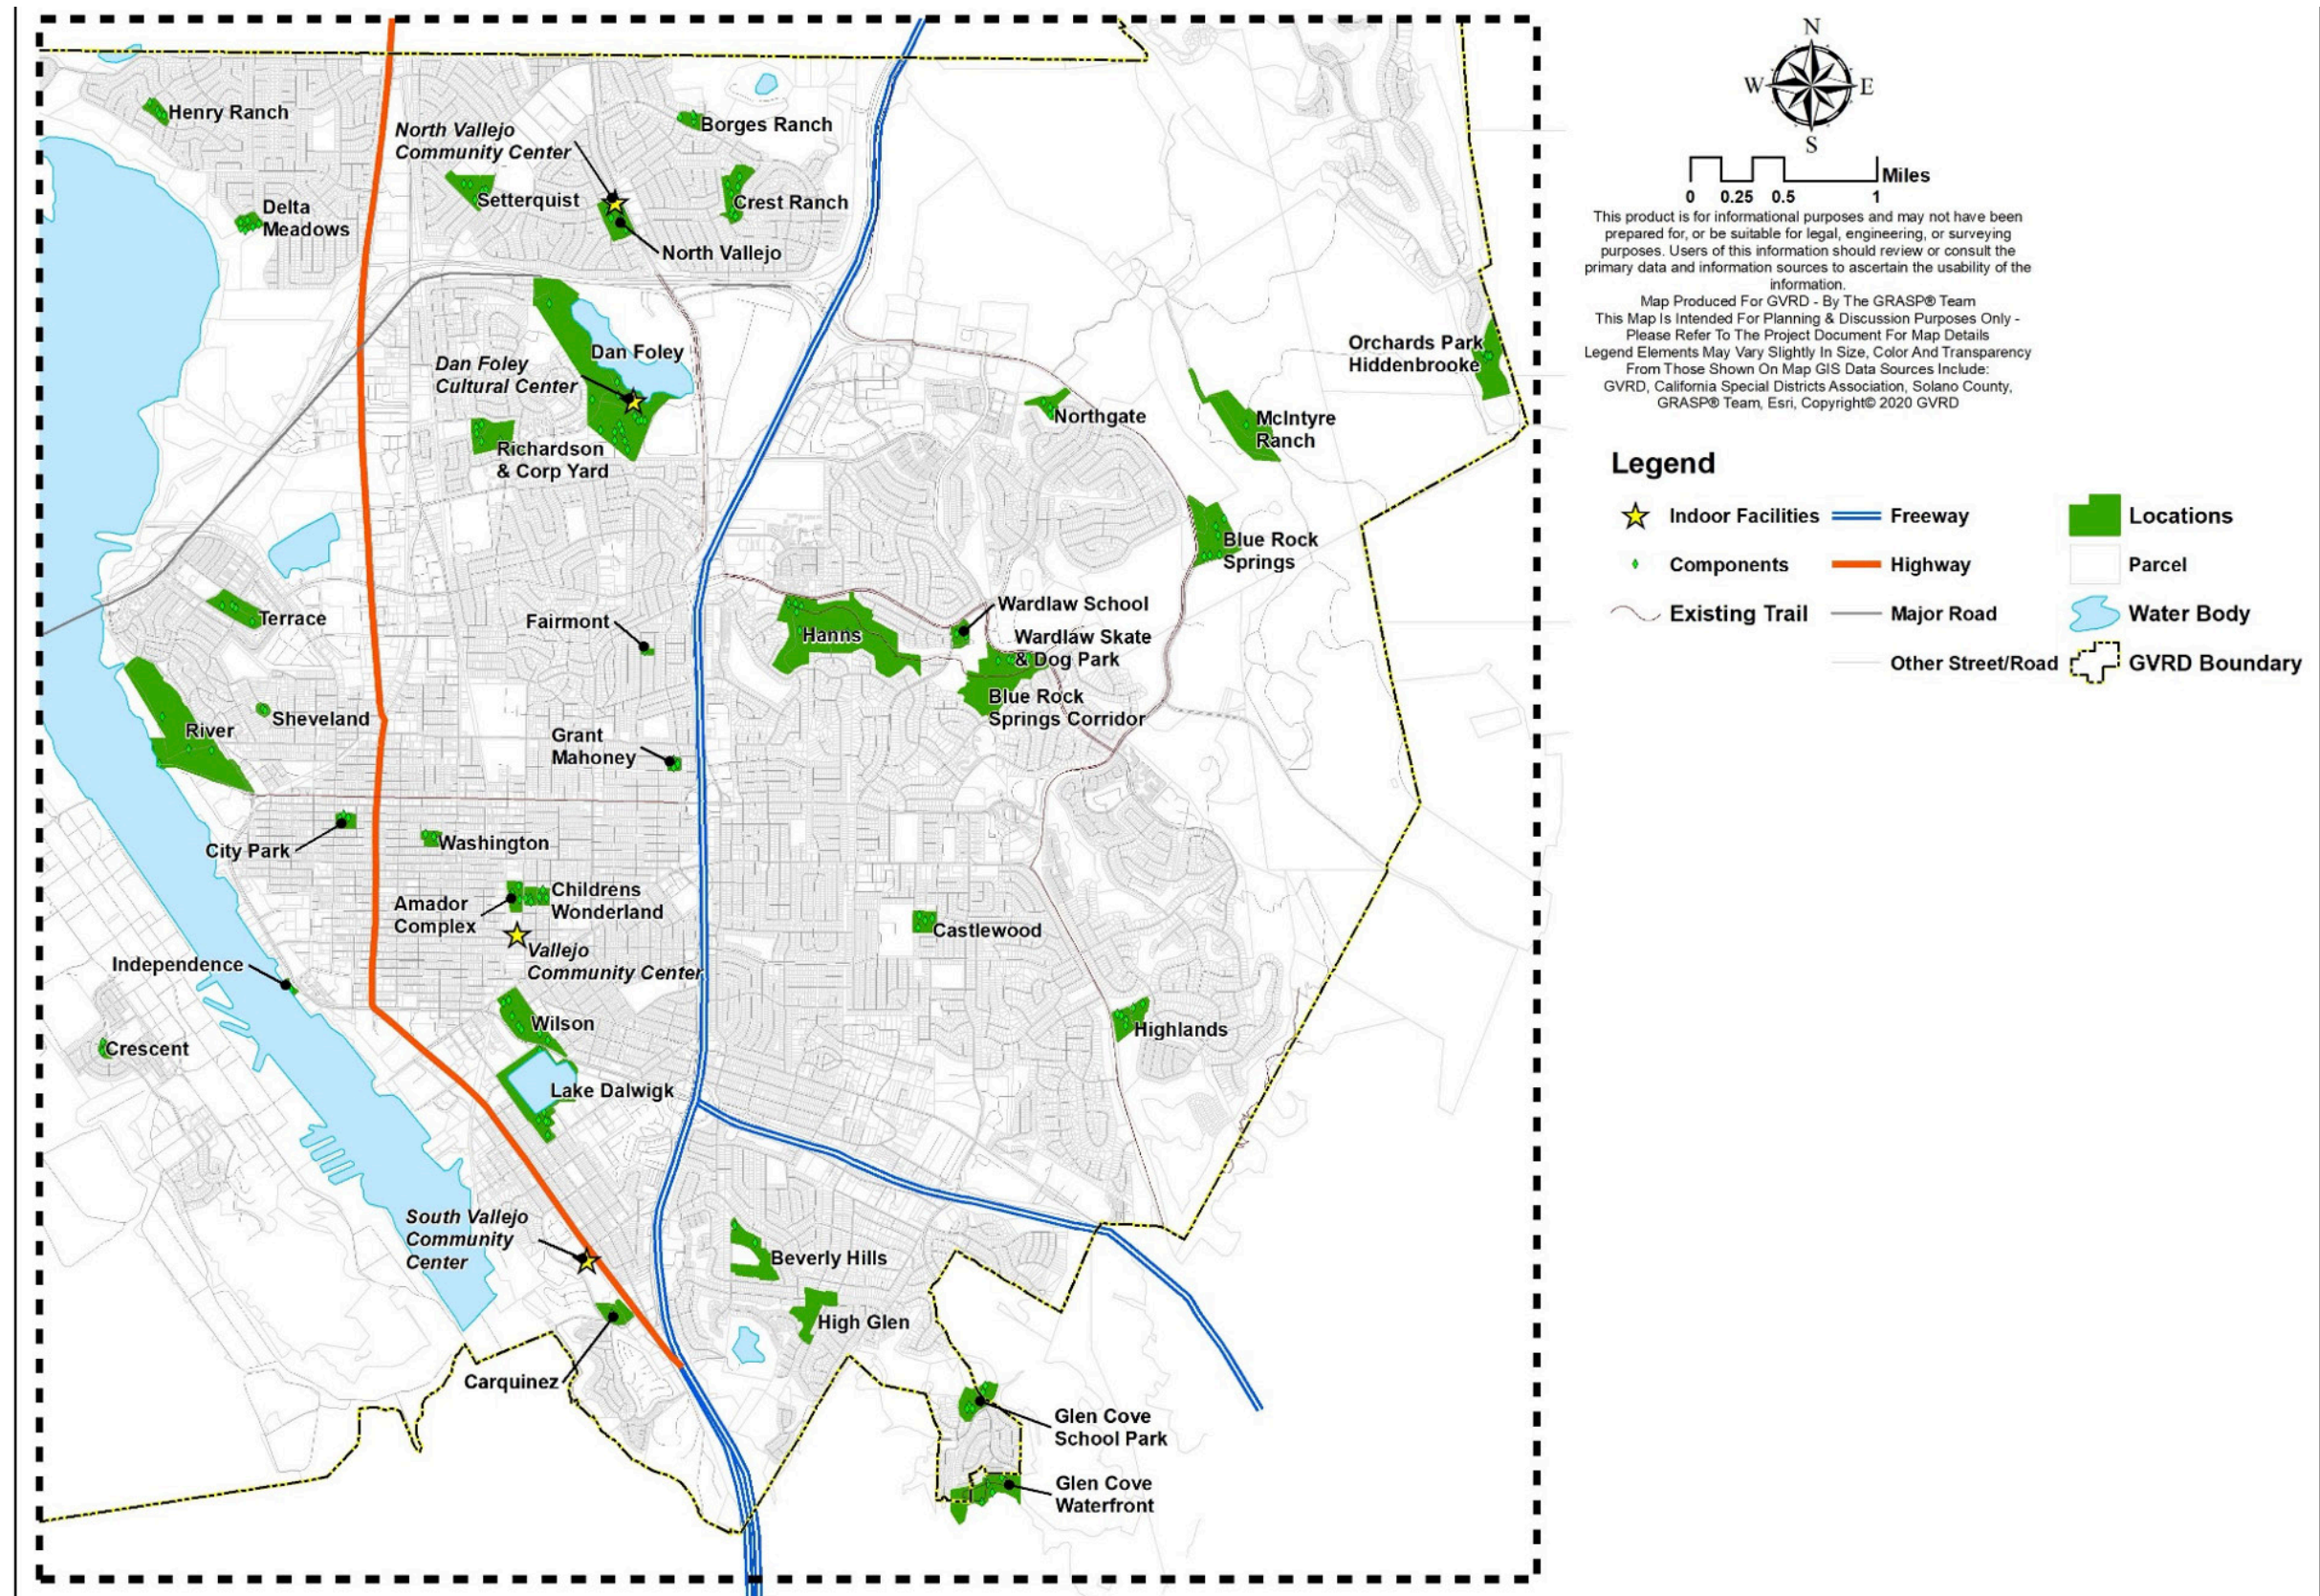 Henry Ranch
North Vallejo
Community Center
Borges Ranch
Setterquist
Crest Ranch
Delta
Meadows
North Vallejo
Dan Foley
Dan Foley
Cultural Center
Richardson
& Corp Yard
Orchards Park
Hiddenbrooke
Northgate
McIntyre
Ranch
Blue Rock
Springs
Terrace
Fairmont
Hanns
Wardlaw School
Wardlaw Skate
& Dog Park
Blue Rock
Springs Corridor
Sheveland
River
Grant
Mahoney
City Park
Washington
Amador
Complex
Childrens
Wonderland
Vallejo
Community Center
Castlewood
Independence
Crescent
Wilson
Highlands
Lake Dalwigk
South Vallejo
Community
Center
Beverly Hills
High Glen
Carquinez
Glen Cove
School Park
Glen Cove
Waterfront
N
W E
S
Miles
0 0.25 0.5 1
This product is for informational purposes and may not have been
prepared for, or be suitable for legal, engineering, or surveying
purposes. Users of this information should review or consult the
primary data and information sources to ascertain the usability of the
information.
Map Produced For GVRD - By The GRASP® Team
This Map Is Intended For Planning & Discussion Purposes Only -
Please Refer To The Project Document For Map Details
Legend Elements May Vary Slightly In Size, Color And Transparency
From Those Shown On Map GIS Data Sources Include:
GVRD, California Special Districts Association, Solano County,
GRASP® Team, Esri, Copyright© 2020 GVRD
Legend
Indoor Facilities Freeway Locations
Components Highway Parcel
Existing Trail Major Road Water Body
Other Street/Road GVRD Boundary